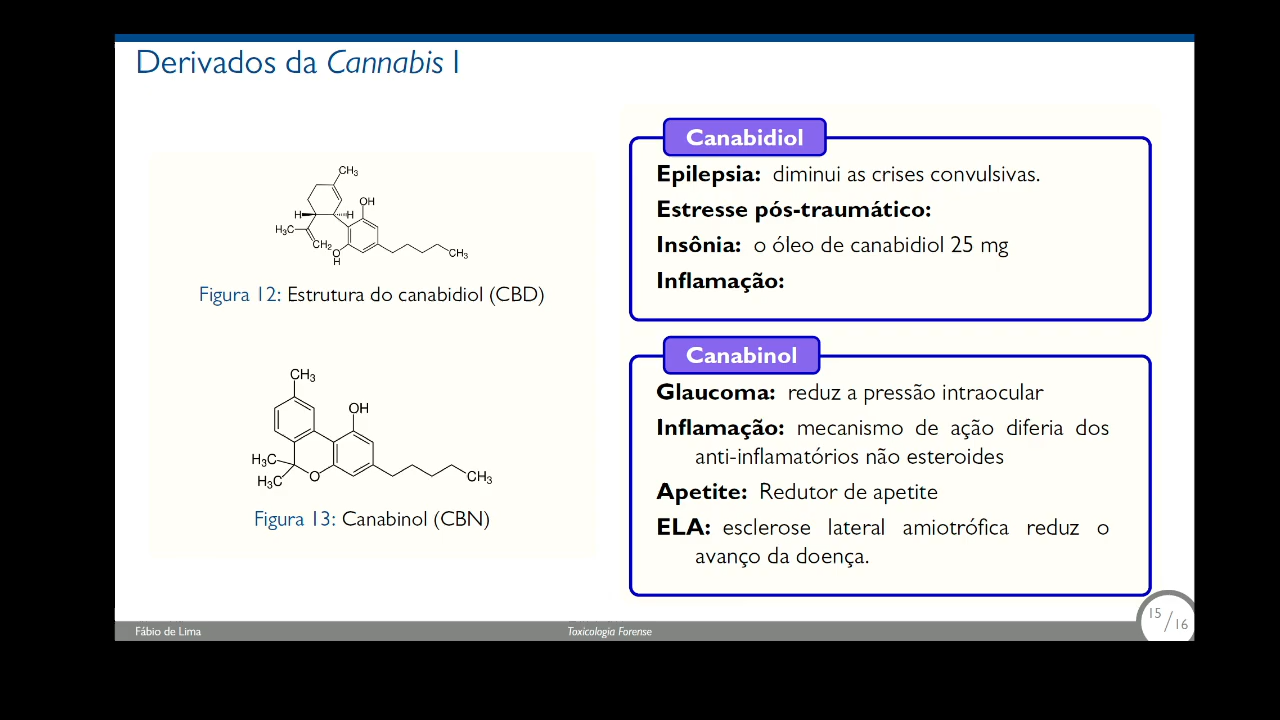 Derivados da Cannabis I
CH₃
OH
H
H
H₃C
CH₂
O
H
CH₃
Figura 12: Estrutura do canabidiol (CBD)
CH₃
OH
H₃C
H₃C
O
CH₃
Figura 13: Canabinol (CBN)
Canabidiol
Epilepsia: diminui as crises convulsivas.
Estresse pós-traumático:
Insônia: o óleo de canabidiol 25 mg
Inflamação:
Canabinol
Glaucoma: reduz a pressão intraocular
Inflamação: mecanismo de ação diferia dos
anti-inflamatórios não esteroides
Apetite: Redutor de apetite
ELA: esclerose lateral amiotrófica reduz o
avanço da doença.
Fábio de Lima
Toxicologia Forense
15/16